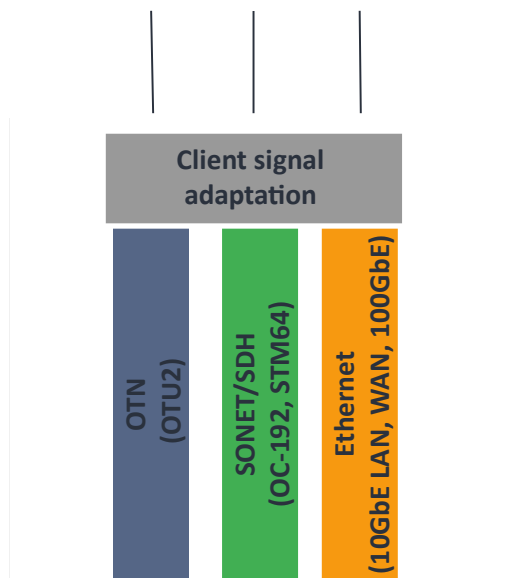 Client signal
adaptation
OTN
(OTU2)
SONET/SDH
(OC-192, STM64)
Ethernet
(10GbE LAN, WAN, 100GbE)